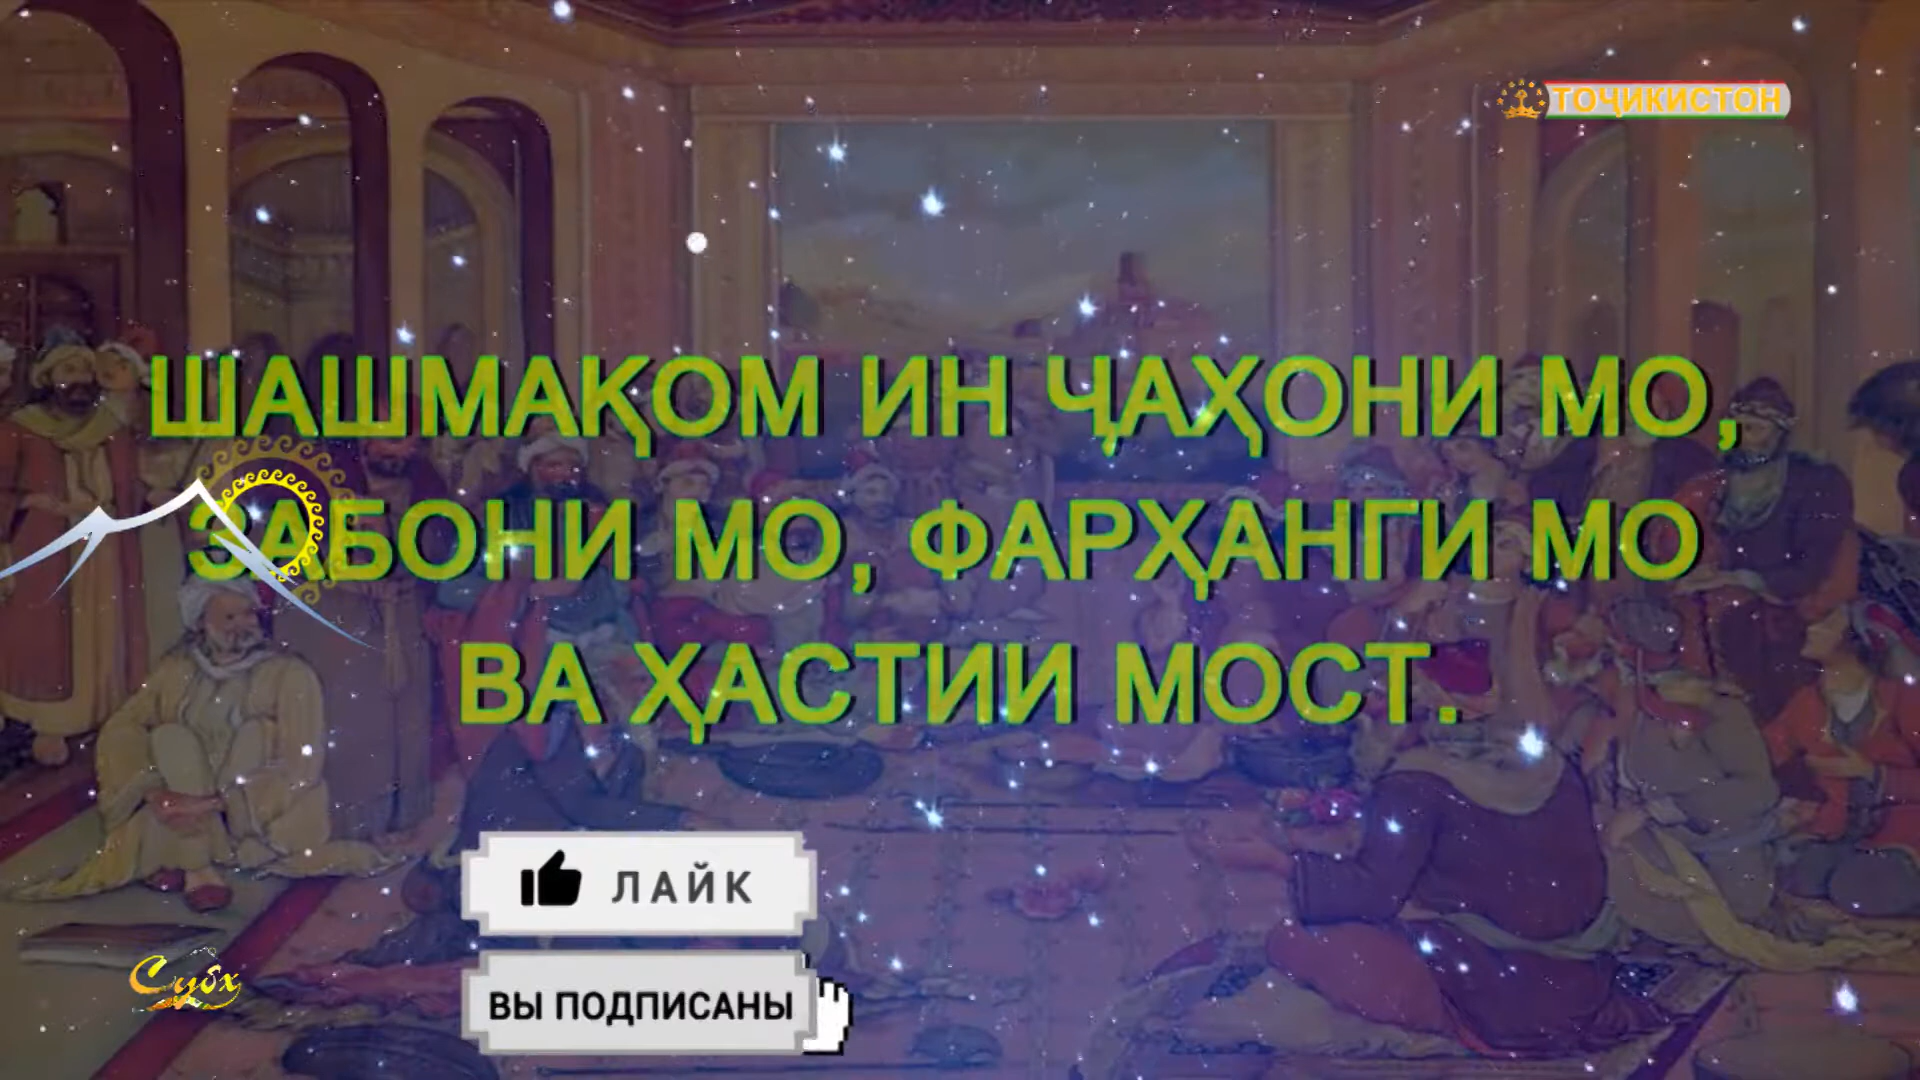 ТОҶИКИСТОН
ШАШМАҚОМ ИН ҶАҲОНИ МО,
ЗАБОНИ МО, ФАРҲАНГИ МО
ВА ҲАСТИИ МОСТ.
ЛАЙК
ВЫ ПОДПИСАНЫ
Субҳ